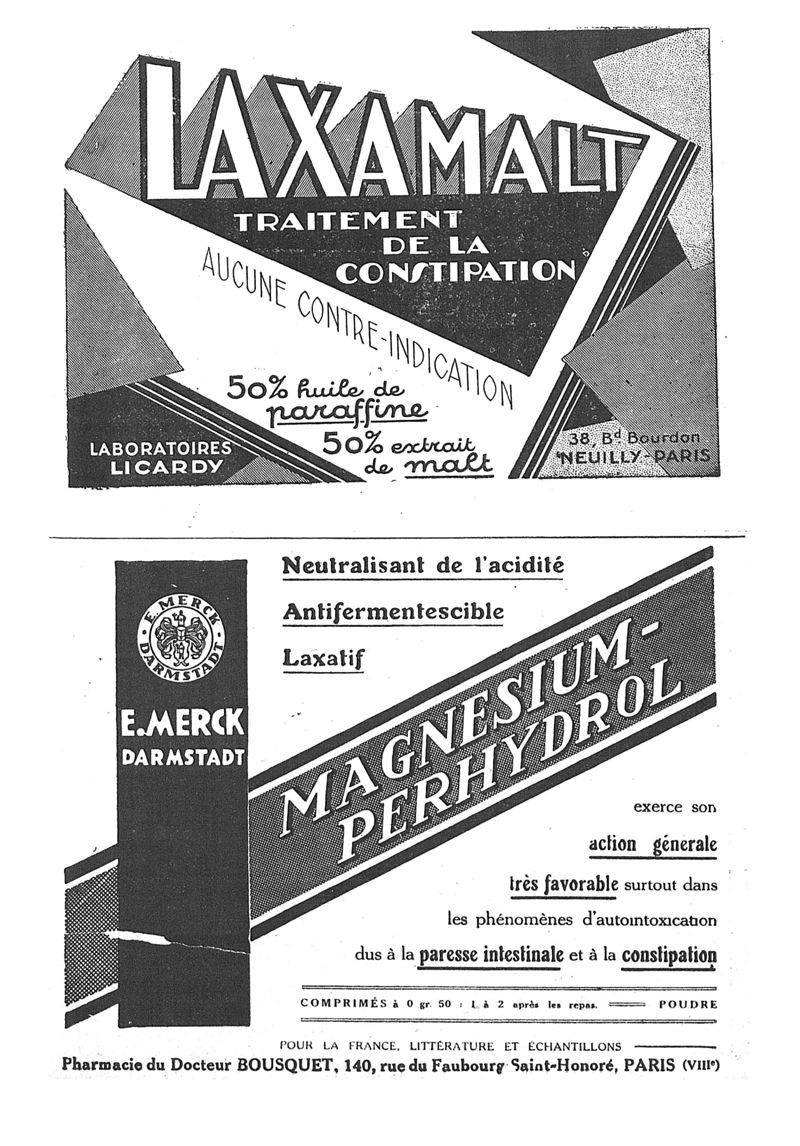 LAXAMALT
TRAITEMENT
DE LA
CONSTIPATION
AUCUNE CONTRE-INDICATION
50% huile de
paraffine
50% extrait
de malt
LABORATOIRES
LICARDY
38, Bd Bourdon
NEUILLY-PARIS
Neutralisant de l'acidité
Antifermentescible
Laxatif
E. MERCK
DARMSTADT
E. MERCK
DARMSTADT
MAGNESIUM-
PERHYDROL
exerce son
action génerale
très favorable surtout dans
les phénomènes d'autointoxication
dus à la paresse intestinale et à la constipation
COMPRIMÉS à 0 gr. 50 : 1 à 2 après les repas. POUDRE
POUR LA FRANCE, LITTÉRATURE ET ÉCHANTILLONS
Pharmacie du Docteur BOUSQUET, 140, rue du Faubourg Saint-Honoré, PARIS (VIIIe)